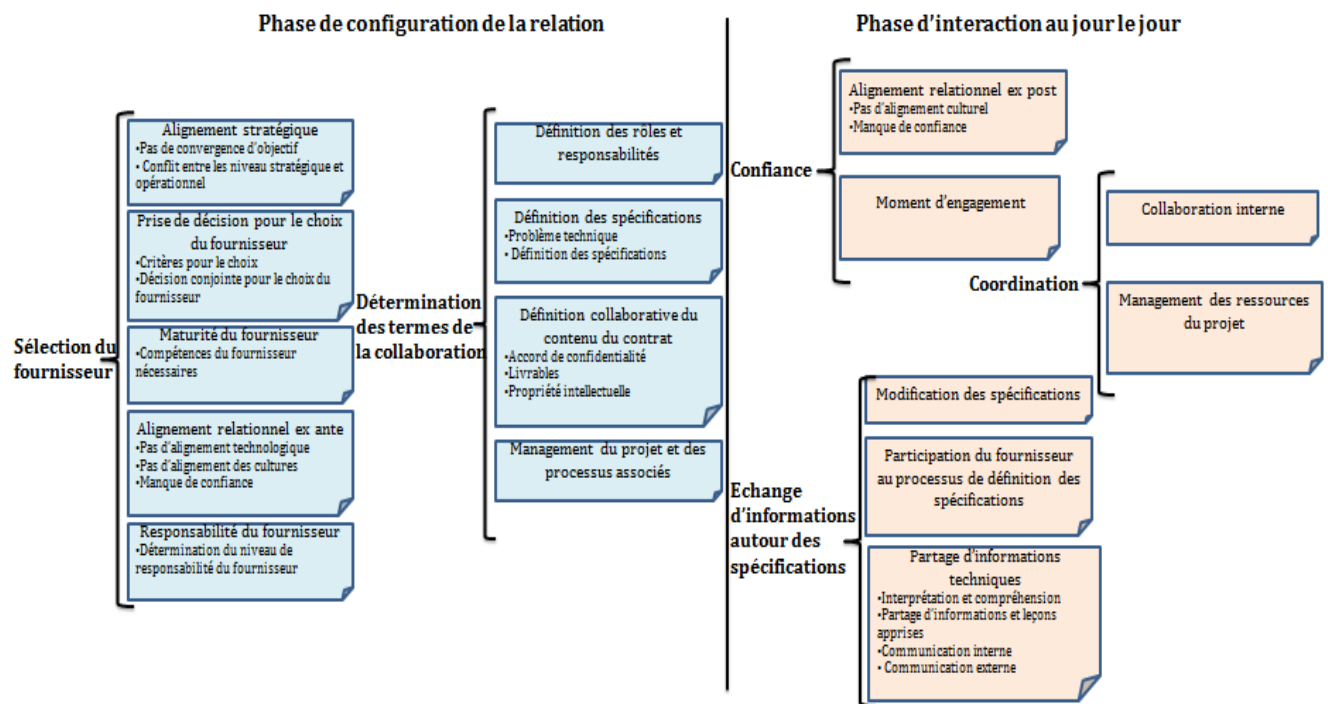 Phase de configuration de la relation
Sélection du
fournisseur
Alignement stratégique
•Pas de convergence d'objectif
• Conflit entre les niveau stratégique et
opérationnel
Prise de décision pour le choix
du fournisseur
•Critères pour le choix
•Décision conjointe pour le choix du
fournisseur
Maturité du fournisseur
•Compétences du fournisseur
nécessaires
Alignement relationnel ex ante
•Pas d'alignement technologique
•Pas d'alignement des cultures
•Manque de confiance
Responsabilité du fournisseur
•Détermination du niveau de
responsabilité du fournisseur
Détermination
des termes de
la collaboration
Définition des rôles et
responsabilités
Définition des spécifications
•Problème technique
• Définition des spécifications
Définition collaborative du
contenu du contrat
•Accord de confidentialité
•Livrables
•Propriété intellectuelle
Management du projet et des
processus associés
Phase d'interaction au jour le jour
Confiance
Alignement relationnel ex post
•Pas d'alignement culturel
•Manque de confiance
Moment d'engagement
Coordination
Collaboration interne
Management des ressources
du projet
Echange
d'informations
autour des
spécifications
Modification des spécifications
Participation du fournisseur
au processus de définition des
spécifications
Partage d'informations
techniques
•Interprétation et compréhension
•Partage d'informations et leçons
apprises
•Communication interne
• Communication externe